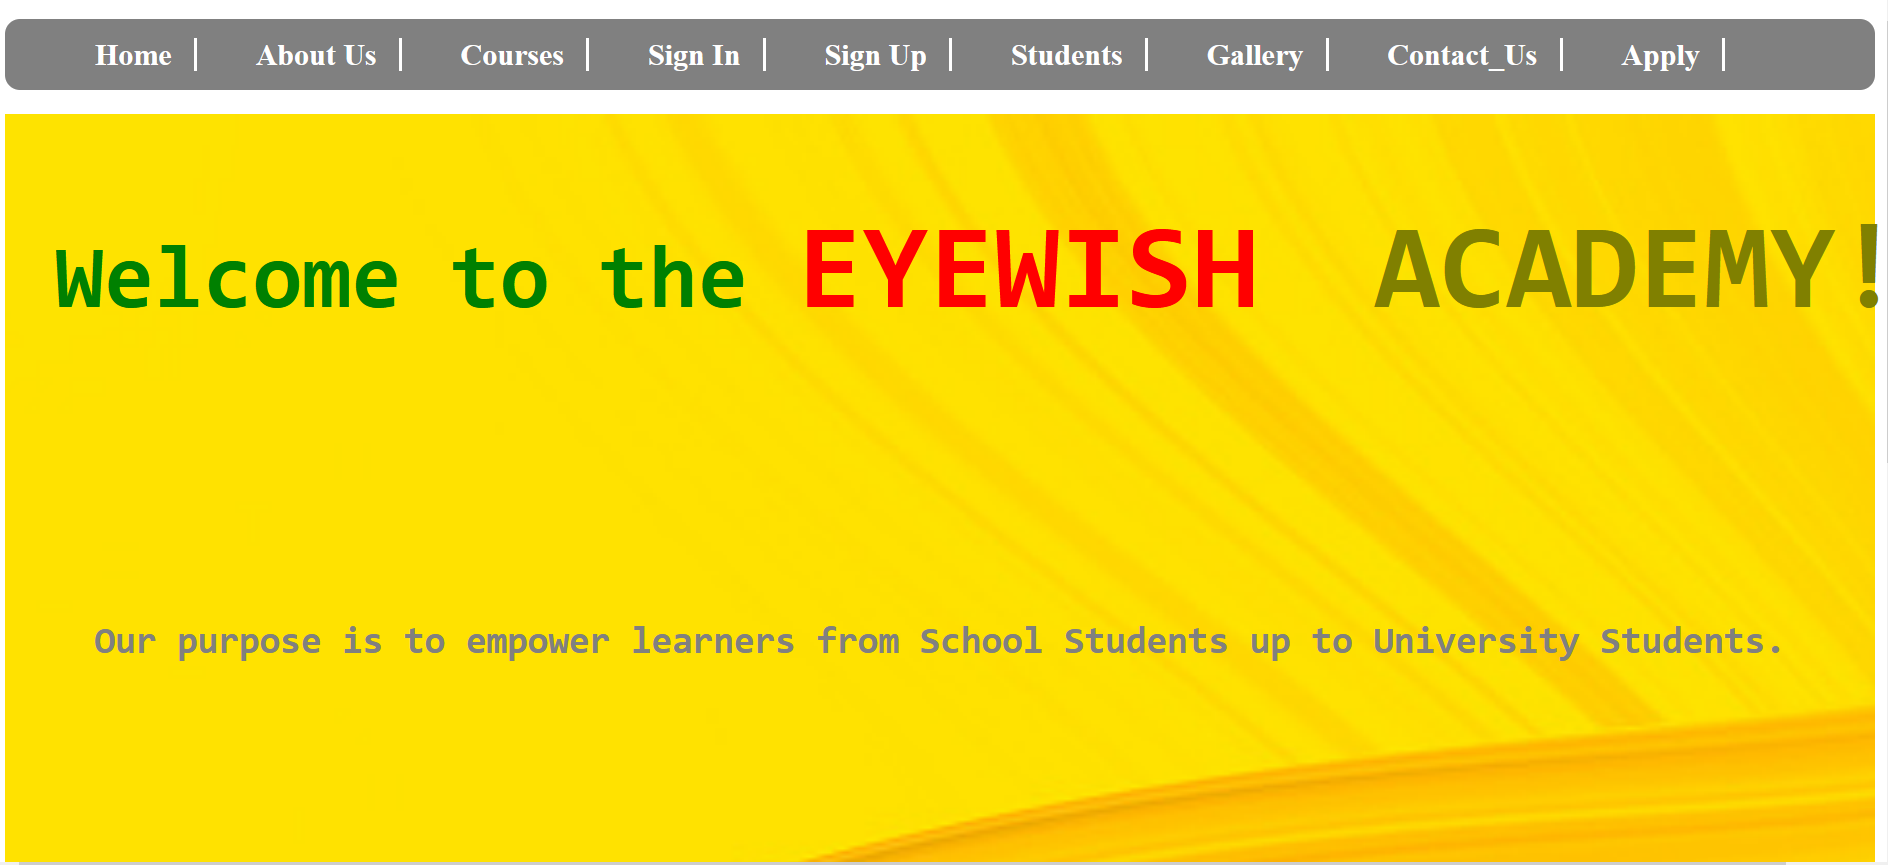 Home | About Us | Courses | Sign In | Sign Up | Students | Gallery | Contact_Us | Apply |
Welcome to the EYEWISH ACADEMY!
Our purpose is to empower learners from School Students up to University Students.